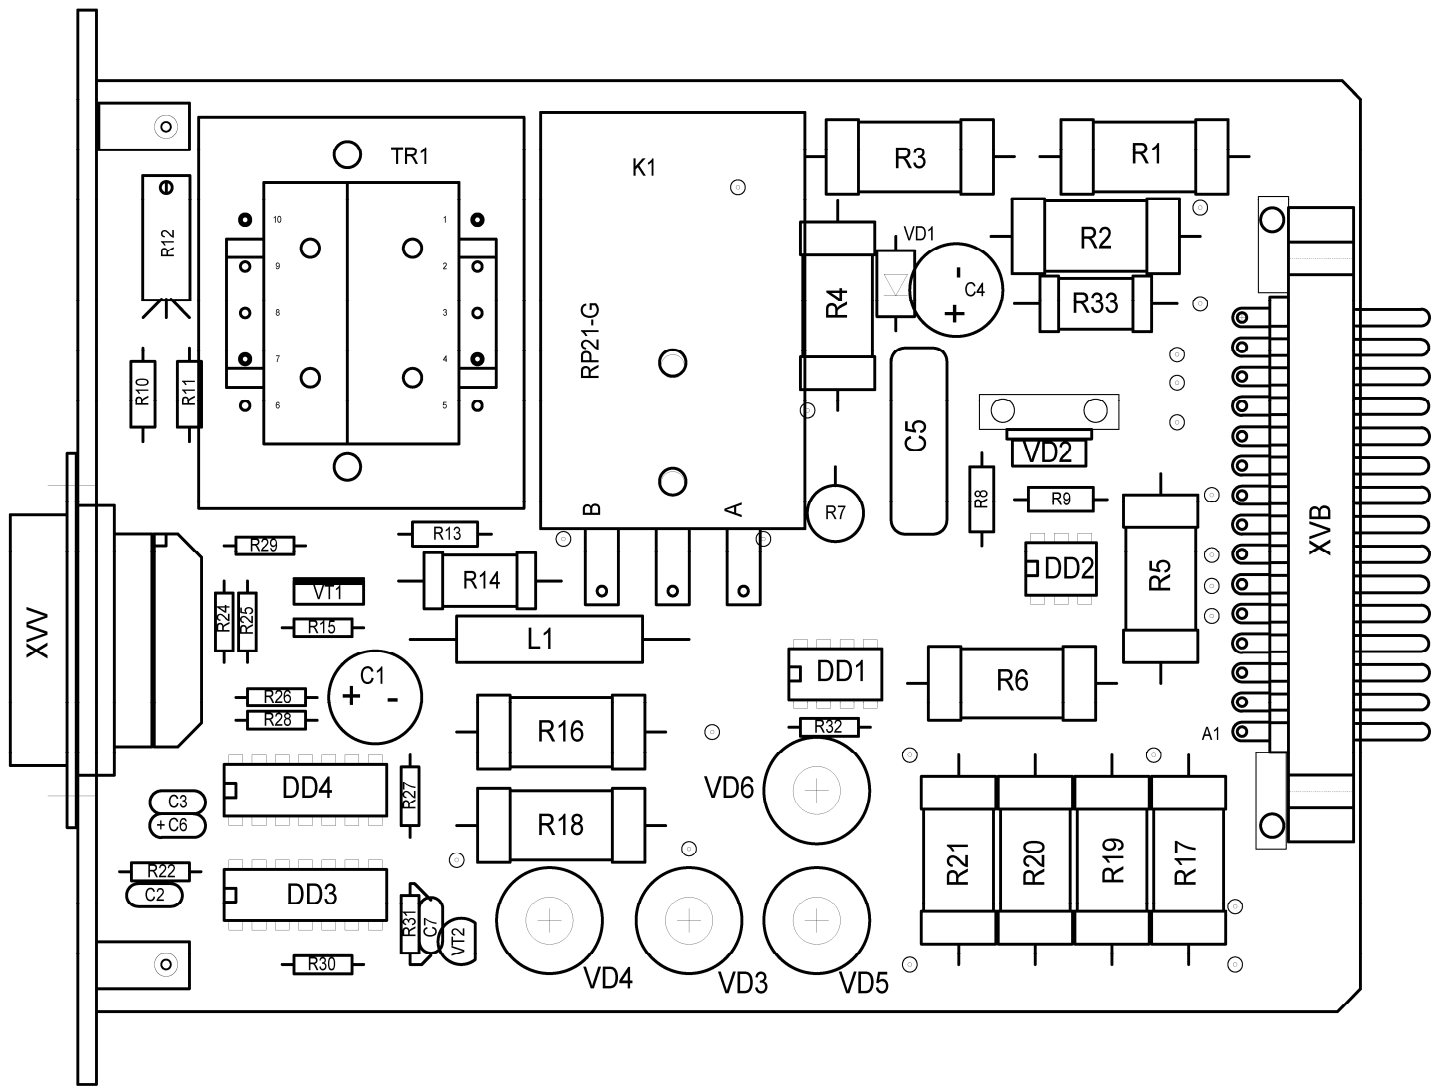 TR1
K1
R3
R1
R12
10
1
VD1
R2
9
2
-
C4
R4
R33
8
3
+
RP21-G
7
4
R10
R11
6
5
C5
VD2
R8
R9
B
A
R7
XVB
R13
R29
R14
DD2
R5
VT1
R24
R25
R15
XVV
L1
C1
+
-
DD1
R6
R26
R28
R16
R32
A1
DD4
R27
VD6
C3
+ C6
R18
R21
R20
R19
R17
R22
C2
DD3
R31
C7
VT2
R30
VD4
VD3
VD5